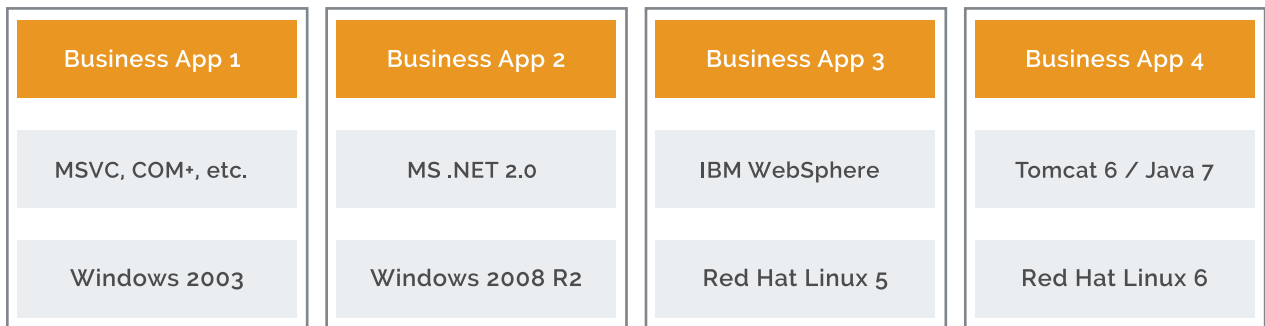 Business App 1
MSVC, COM+, etc.
Windows 2003
Business App 2
MS .NET 2.0
Windows 2008 R2
Business App 3
IBM WebSphere
Red Hat Linux 5
Business App 4
Tomcat 6 / Java 7
Red Hat Linux 6